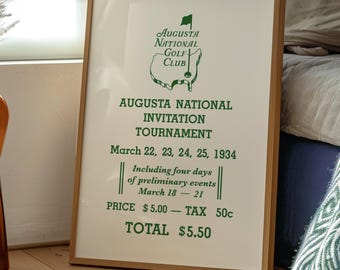 AUGUSTA
NATIONAL
GOLF
CLUB
AUGUSTA NATIONAL
INVITATION
TOURNAMENT
March 22, 23, 24, 25, 1934
Including four days
of preliminary events
March 18 — 21
PRICE $5.00 — TAX 50c
TOTAL $5.50